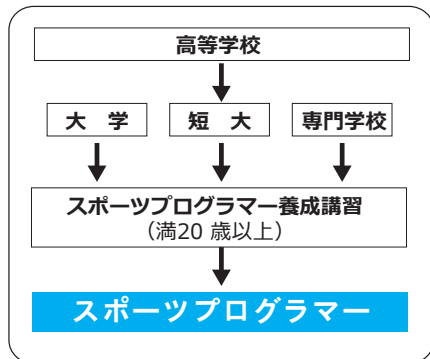 高等学校
大 学 短 大 専門学校
スポーツプログラマー養成講習
(満20 歳以上)
スポーツプログラマー